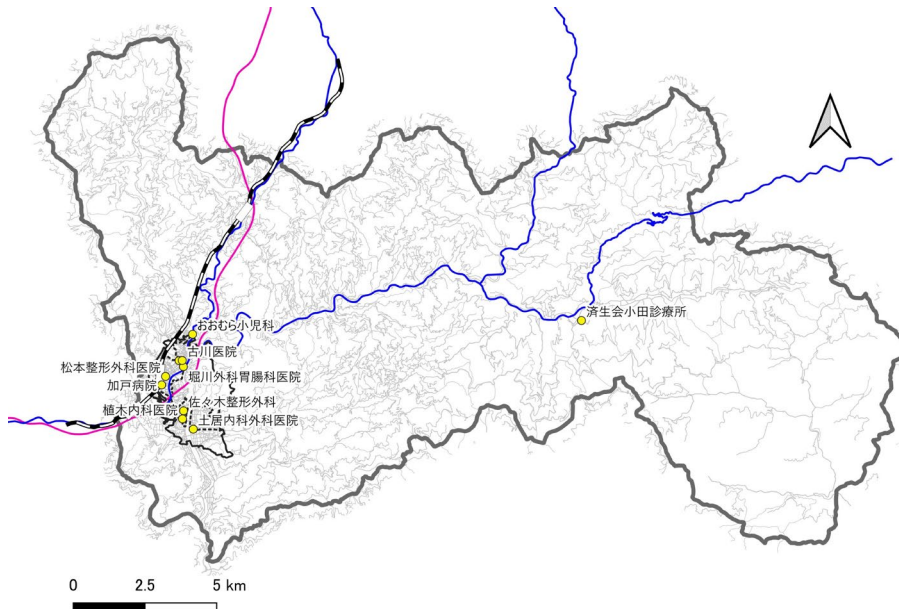 済生会小田診療所
おおむら小児科
古川医院
松本整形外科医院
堀川外科胃腸科医院
加戸病院
佐々木整形外科
植木内科医院
土居内科外科医院
0 2.5 5 km